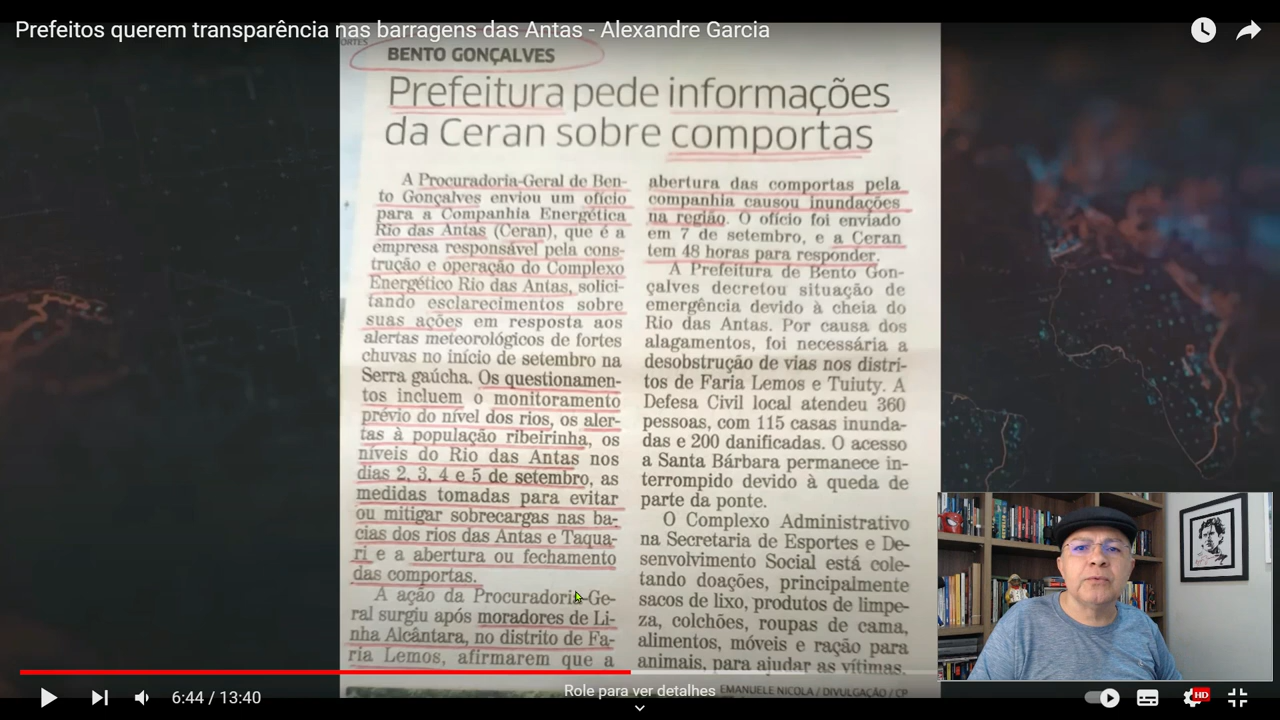 Prefeitos querem transparência nas barragens das Antas - Alexandre Garcia
BENTO GONÇALVES
Prefeitura pede informações
da Ceran sobre comportas
A Procuradoria-Geral de Ben-
to Gonçalves enviou um ofício
para a Companhia Energética
Rio das Antas (Ceran), que é a
empresa responsável pela cons-
trução e operação do Complexo
Energético Rio das Antas, solici-
tando esclarecimentos sobre
suas ações em resposta aos
alertas meteorológicos de fortes
chuvas no início de setembro na
Serra gaúcha. Os questionamen-
tos incluem o monitoramento
prévio do nível dos rios, os aler-
tas à população ribeirinha, os
níveis do Rio das Antas nos
dias 2, 3, 4 e 5 de setembro, as
medidas tomadas para evitar
ou mitigar sobrecargas nas ba-
cias dos rios das Antas e Taqua-
ri e a abertura ou fechamento
das comportas.
A ação da Procuradoria-Ge-
ral surgiu após moradores de Li-
nha Alcântara, no distrito de Fa-
ria Lemos, afirmarem que a
abertura das comportas pela
companhia causou inundações
na região. O ofício foi enviado
em 7 de setembro, e a Ceran
tem 48 horas para responder.
A Prefeitura de Bento Gon-
çalves decretou situação de
emergência devido à cheia do
Rio das Antas. Por causa dos
alagamentos, foi necessária a
desobstrução de vias nos distri-
tos de Faria Lemos e Tuiuty. A
Defesa Civil local atendeu 360
pessoas, com 115 casas inunda-
das e 200 danificadas. O acesso
a Santa Bárbara permanece in-
terrompido devido à queda de
parte da ponte.
O Complexo Administrativo
na Secretaria de Esportes e De-
senvolvimento Social está cole-
tando doações, principalmente
sacos de lixo, produtos de limpe-
za, colchões, roupas de cama,
alimentos, móveis e ração para
animais, para ajudar as vítimas.
EMANUELE NICOLA / DIVULGAÇÃO / CP
6:44 / 13:40
Role para ver detalhes
HD